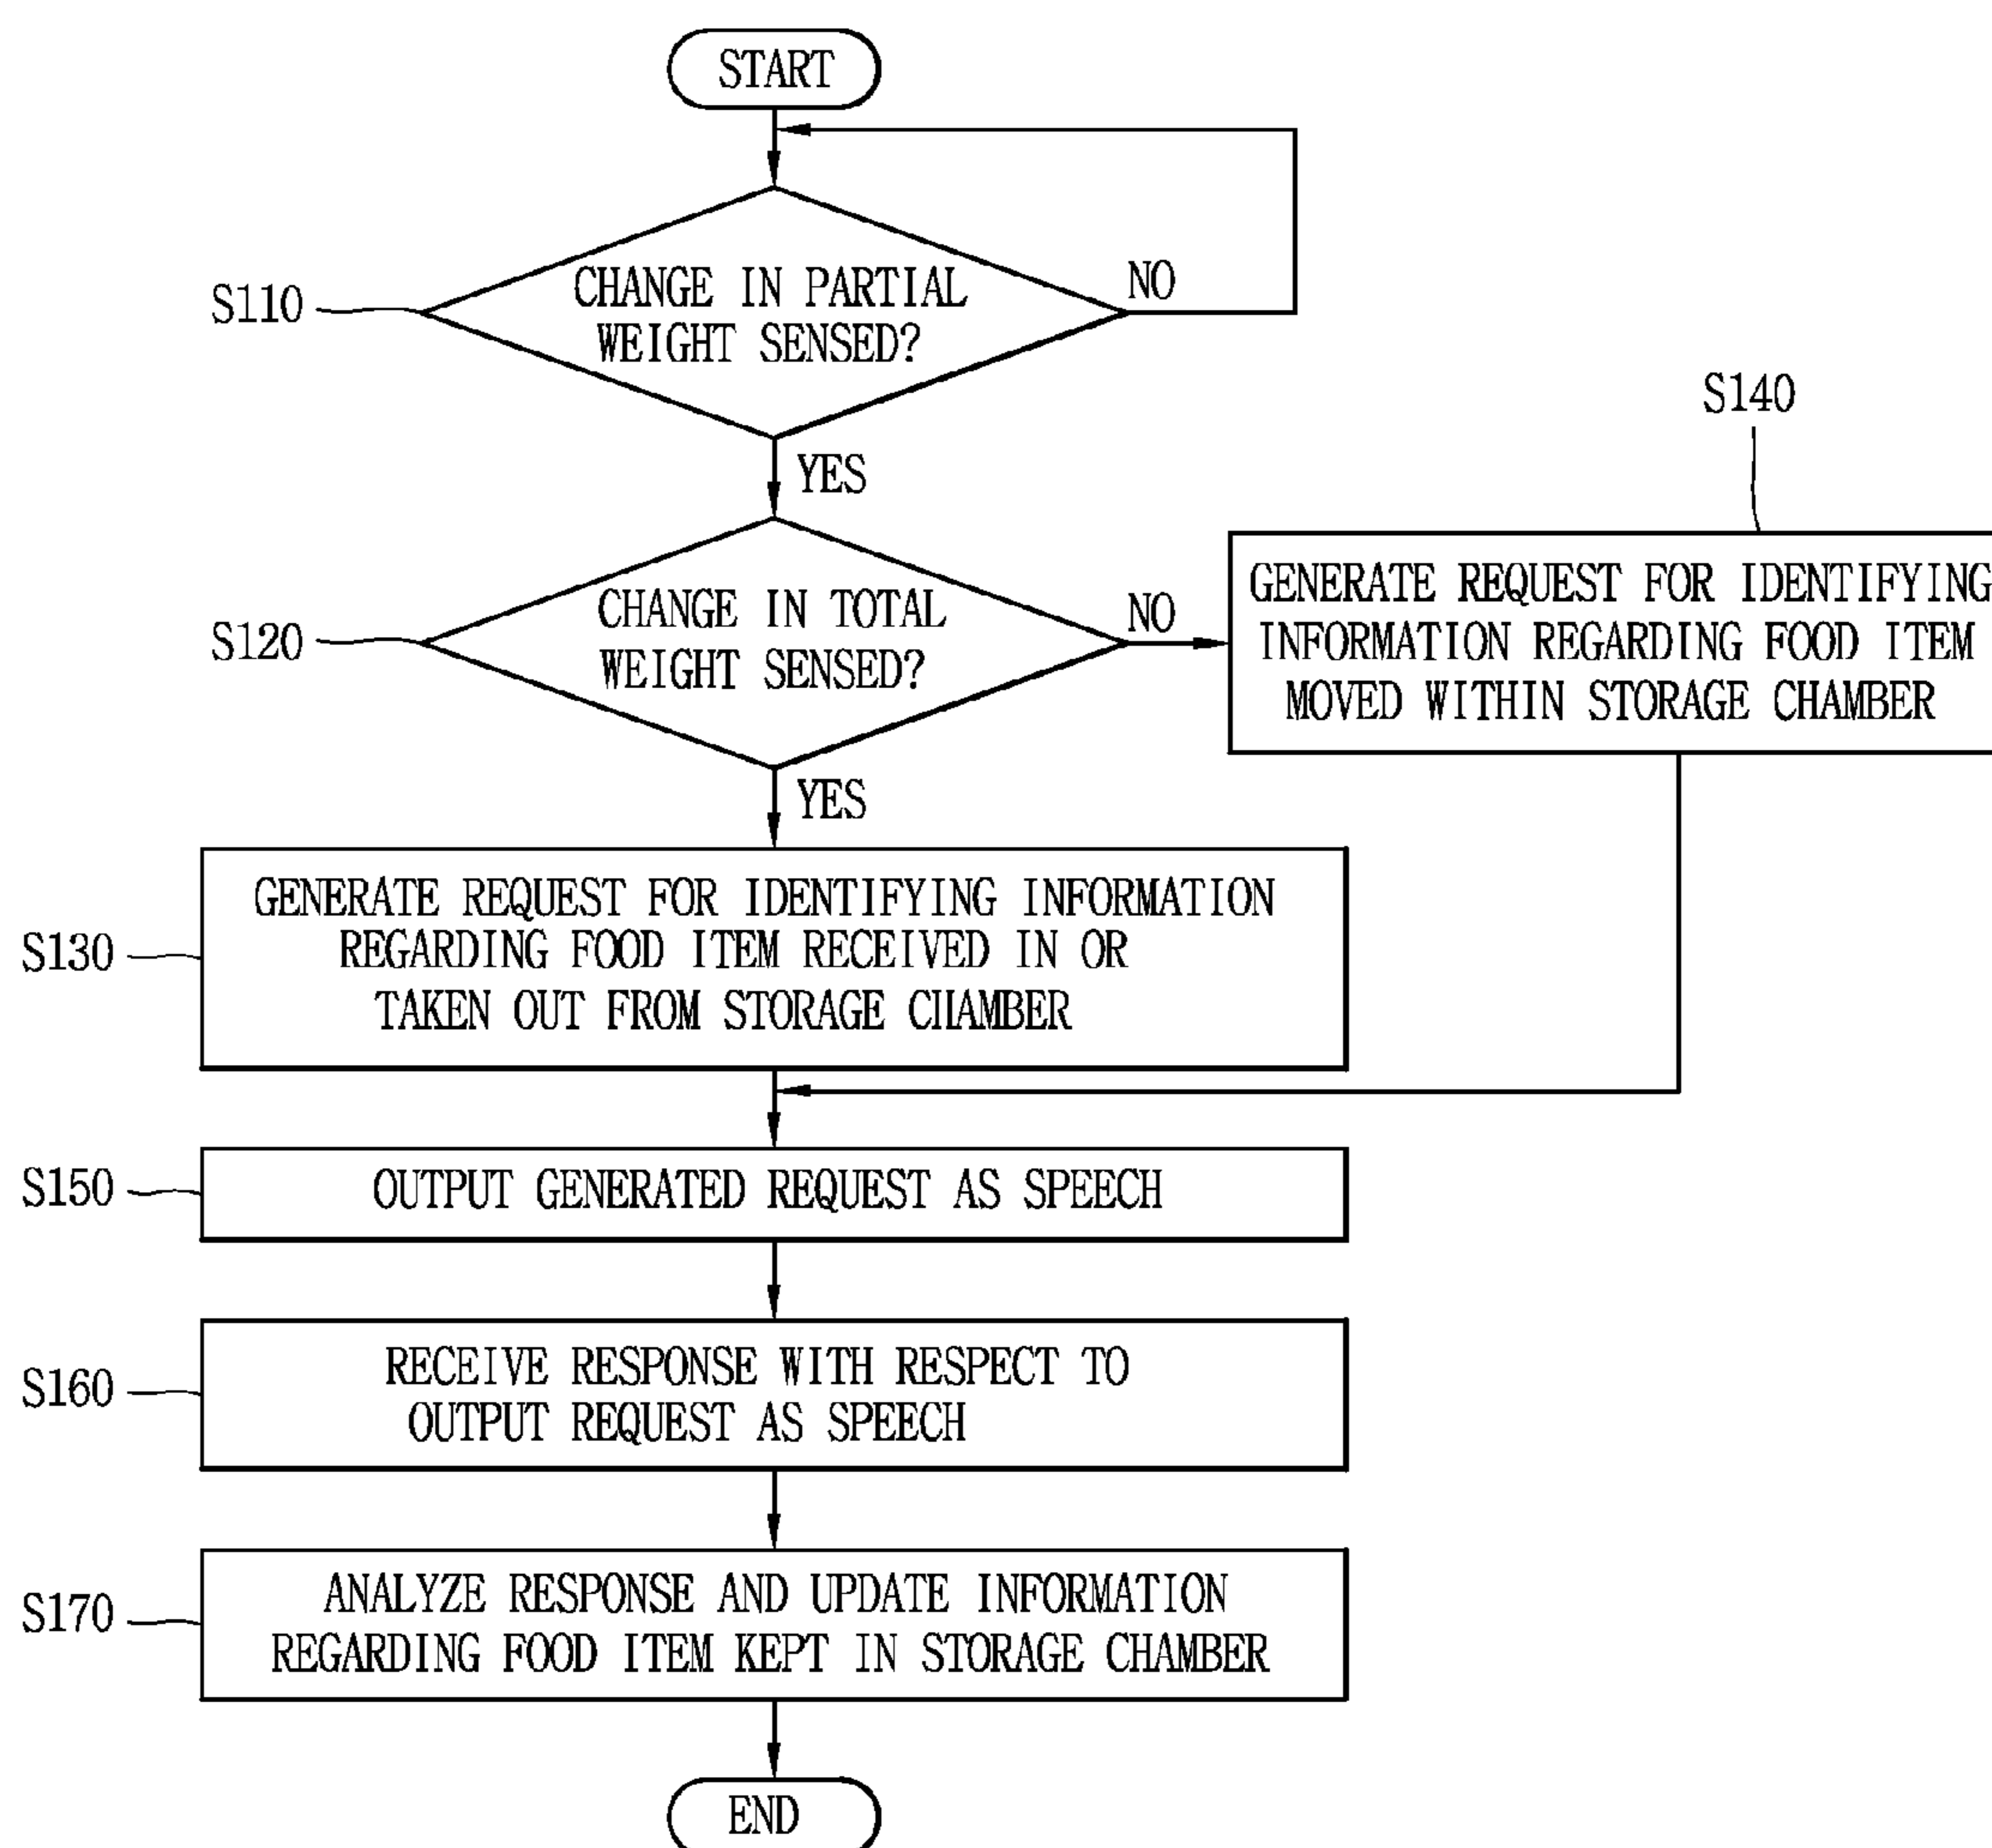 START
CHANGE IN PARTIAL
WEIGHT SENSED?
NO
S110
YES
S140
CHANGE IN TOTAL
WEIGHT SENSED?
NO
S120
GENERATE REQUEST FOR IDENTIFYING
INFORMATION REGARDING FOOD ITEM
MOVED WITHIN STORAGE CHAMBER
YES
S130
GENERATE REQUEST FOR IDENTIFYING INFORMATION
REGARDING FOOD ITEM RECEIVED IN OR
TAKEN OUT FROM STORAGE CHAMBER
S150
OUTPUT GENERATED REQUEST AS SPEECH
S160
RECEIVE RESPONSE WITH RESPECT TO
OUTPUT REQUEST AS SPEECH
S170
ANALYZE RESPONSE AND UPDATE INFORMATION
REGARDING FOOD ITEM KEPT IN STORAGE CHAMBER
END